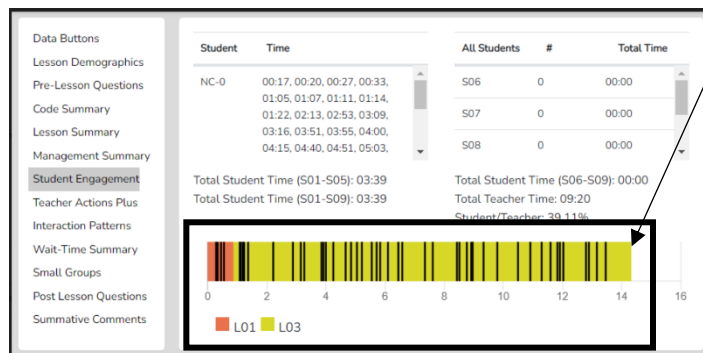 Data Buttons
Lesson Demographics
Pre-Lesson Questions
Code Summary
Lesson Summary
Management Summary
Student Engagement
Teacher Actions Plus
Interaction Patterns
Wait-Time Summary
Small Groups
Post Lesson Questions
Summative Comments
Student Time
NC-0 00:17, 00:20, 00:27, 00:33,
01:05, 01:07, 01:11, 01:14,
01:22, 02:13, 02:53, 03:09,
03:16, 03:51, 03:55, 04:00,
04:15, 04:40, 04:51, 05:03,
Total Student Time (S01-S05): 03:39
Total Student Time (S01-S09): 03:39
All Students # Total Time
S06 0 00:00
S07 0 00:00
S08 0 00:00
Total Student Time (S06-S09): 00:00
Total Teacher Time: 09:20
Student/Teacher: 39.11%
0 2 4 6 8 10 12 14 16
L01 L03